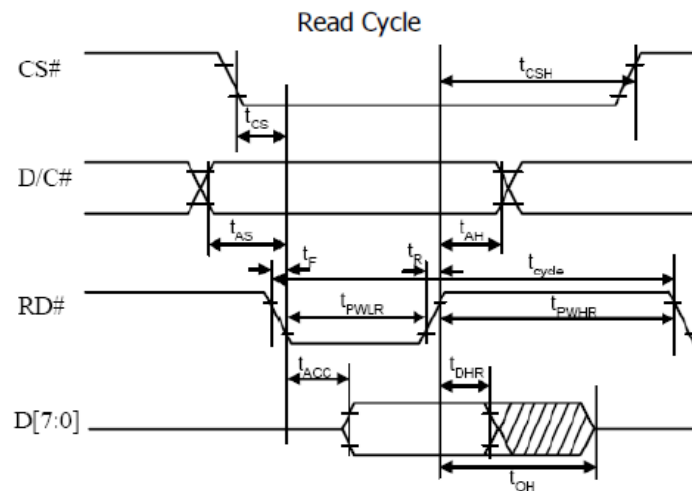 Read Cycle
CS#
tCSH
tCS
D/C#
tAS
tAH
tF
tR
tcycle
RD#
tPWLR
tPWHR
tACC
tDHR
D[7:0]
tOH